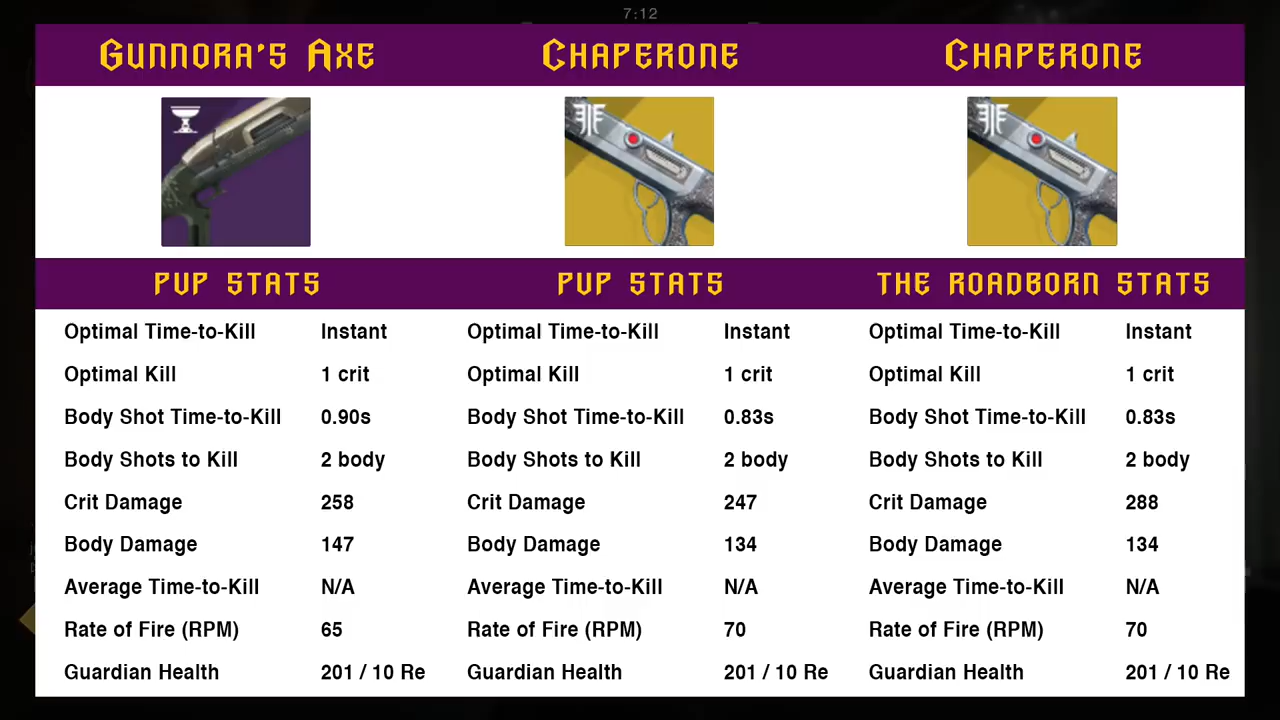 7:12
Gunnora's Axe Chaperone Chaperone
PVP STATS PVP STATS THE ROADBORN STATS
Optimal Time-to-Kill Instant Optimal Time-to-Kill Instant Optimal Time-to-Kill Instant
Optimal Kill 1 crit Optimal Kill 1 crit Optimal Kill 1 crit
Body Shot Time-to-Kill 0.90s Body Shot Time-to-Kill 0.83s Body Shot Time-to-Kill 0.83s
Body Shots to Kill 2 body Body Shots to Kill 2 body Body Shots to Kill 2 body
Crit Damage 258 Crit Damage 247 Crit Damage 288
Body Damage 147 Body Damage 134 Body Damage 134
Average Time-to-Kill N/A Average Time-to-Kill N/A Average Time-to-Kill N/A
Rate of Fire (RPM) 65 Rate of Fire (RPM) 70 Rate of Fire (RPM) 70
Guardian Health 201 / 10 Re Guardian Health 201 / 10 Re Guardian Health 201 / 10 Re